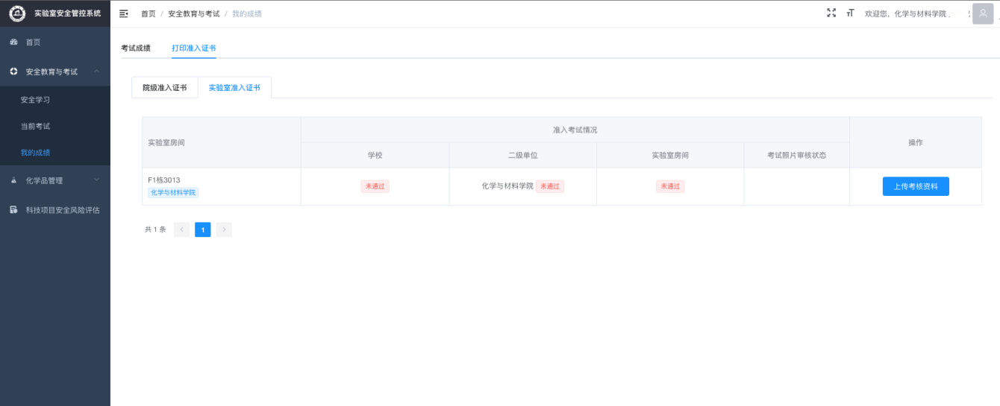 实验室安全管控系统
首页 / 安全教育与考试 / 我的成绩
欢迎您，化学与材料学院
首页
安全教育与考试
安全学习
当前考试
我的成绩
化学品管理
科技项目安全风险评估
考试成绩 打印准入证书
院级准入证书 实验室准入证书
实验室房间 准入考试情况 操作
学校 二级单位 实验室房间 考试照片审核状态
F1栋3013
化学与材料学院
未通过 化学与材料学院 未通过 未通过 上传考核资料
共 1 条 1